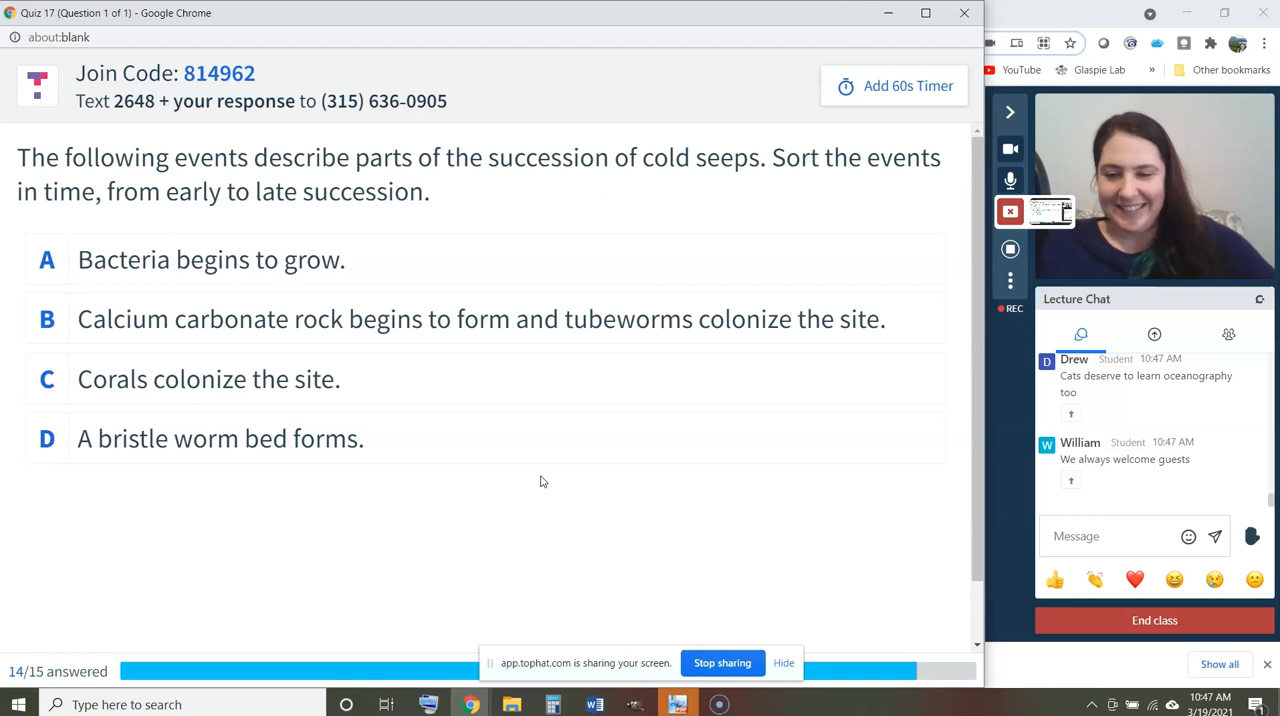 Quiz 17 (Question 1 of 1) - Google Chrome
about:blank
Join Code: 814962
Text 2648 + your response to (315) 636-0905
Add 60s Timer
The following events describe parts of the succession of cold seeps. Sort the events
in time, from early to late succession.
A Bacteria begins to grow.
B Calcium carbonate rock begins to form and tubeworms colonize the site.
C Corals colonize the site.
D A bristle worm bed forms.
14/15 answered
app.tophat.com is sharing your screen.
Stop sharing
Hide
YouTube
Glaspie Lab
»
Other bookmarks
REC
Lecture Chat
D Drew Student 10:47 AM
Cats deserve to learn oceanography
too
W William Student 10:47 AM
We always welcome guests
Message
End class
Show all
Type here to search
10:47 AM
3/19/2021
1